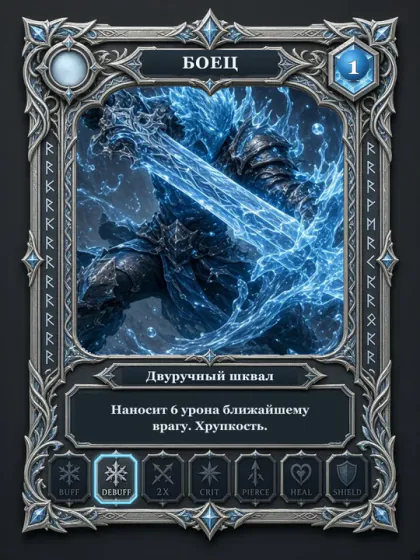 БОЕЦ
1
Двуручный шквал
Наносит 6 урона ближайшему
врагу. Хрупкость.
BUFF DEBUFF 2X CRIT PIERCE HEAL SHIELD